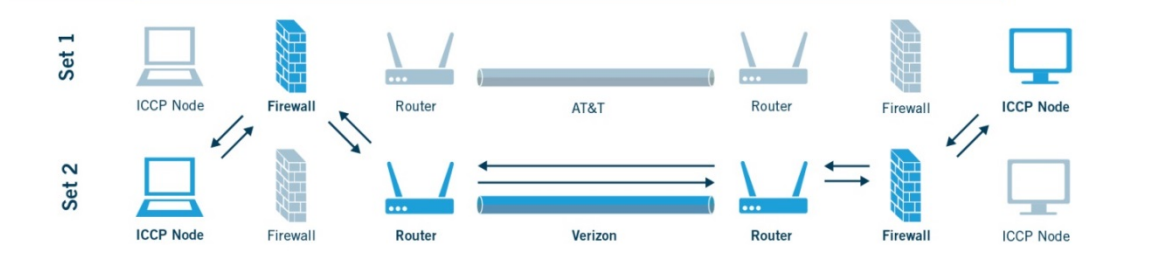 Set 1
ICCP Node
Firewall
Router
AT&T
Router
Firewall
ICCP Node
Set 2
ICCP Node
Firewall
Router
Verizon
Router
Firewall
ICCP Node